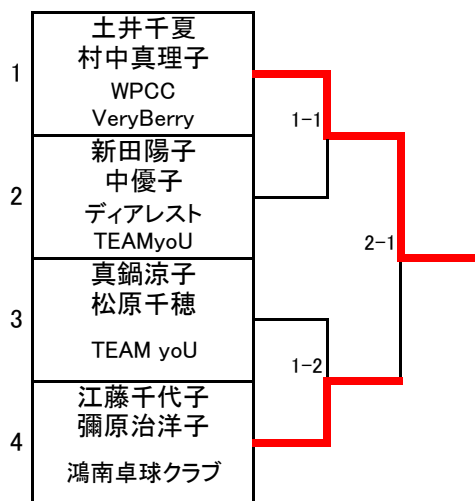 1
土井千夏
村中真理子
WPCC
VeryBerry
2
新田陽子
中優子
ディアレスト
TEAMyoU
3
真鍋涼子
松原千穂
TEAM yoU
4
江藤千代子
彌原治洋子
鴻南卓球クラブ
1-1
1-2
2-1